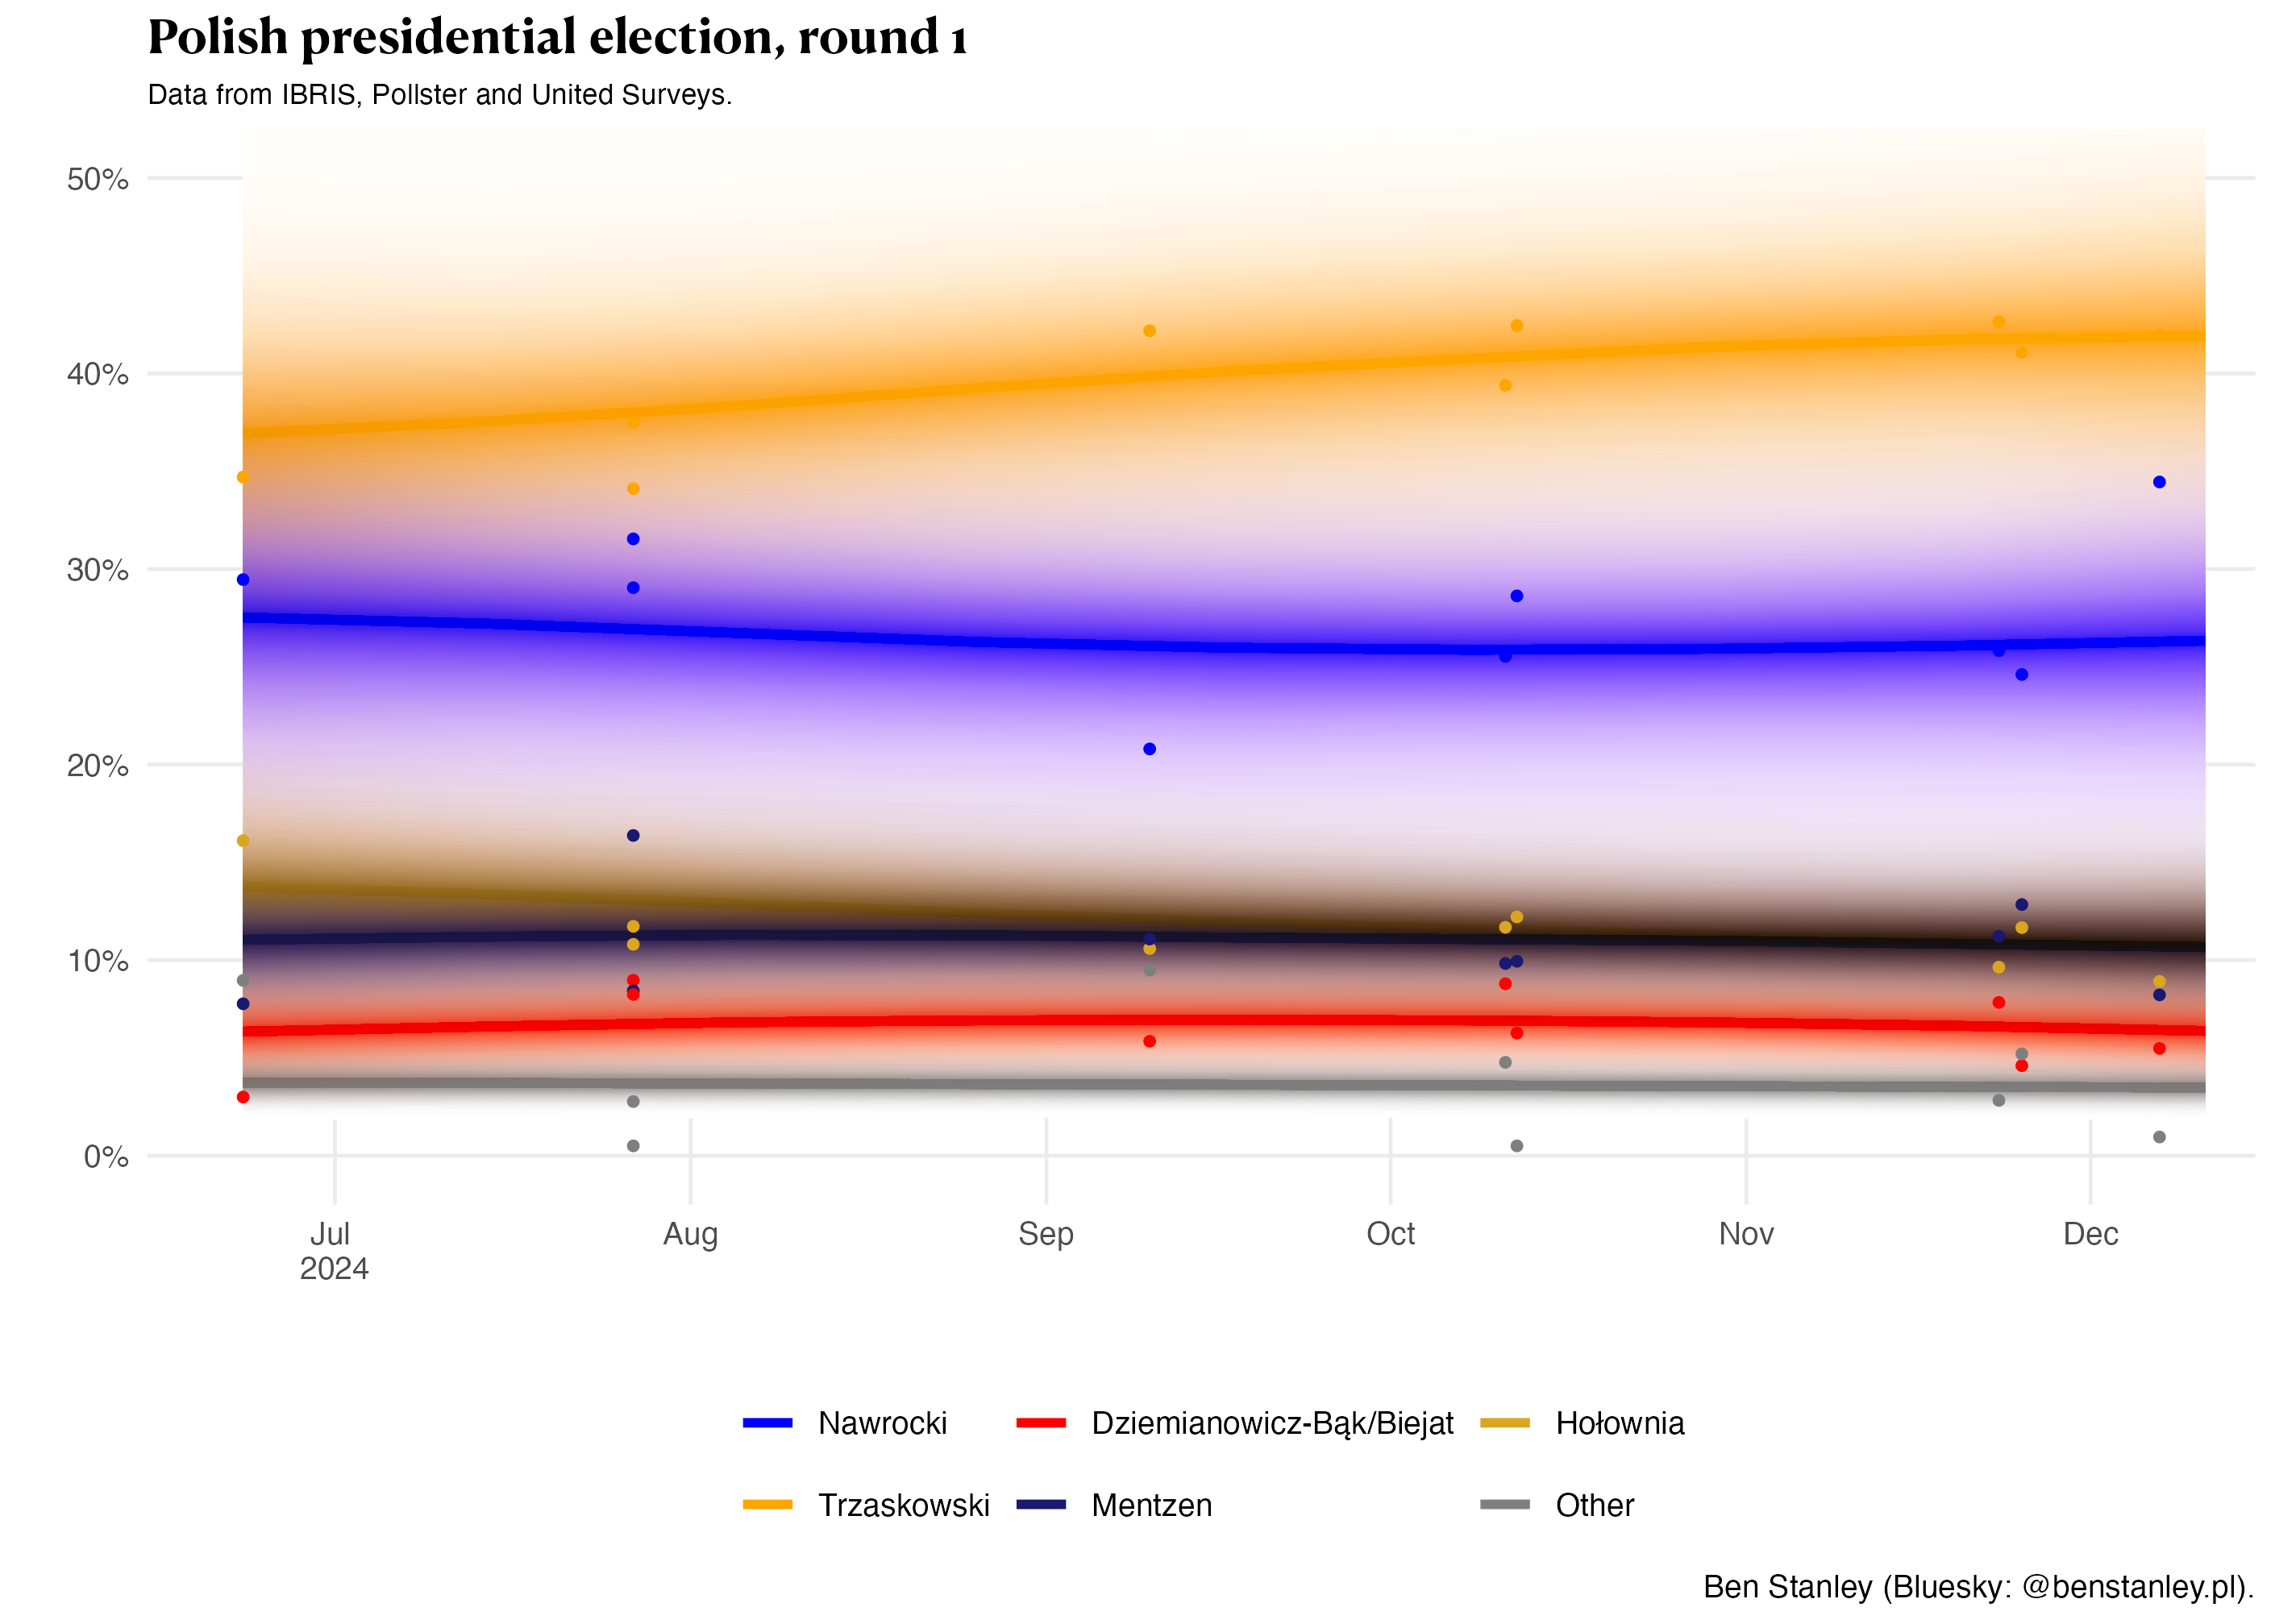 Polish presidential election, round 1
Data from IBRIS, Pollster and United Surveys.
50%
40%
30%
20%
10%
0%
Jul Aug Sep Oct Nov Dec
2024
Nawrocki Dziemianowicz-Bąk/Biejat Hołownia
Trzaskowski Mentzen Other
Ben Stanley (Bluesky: @benstanley.pl).